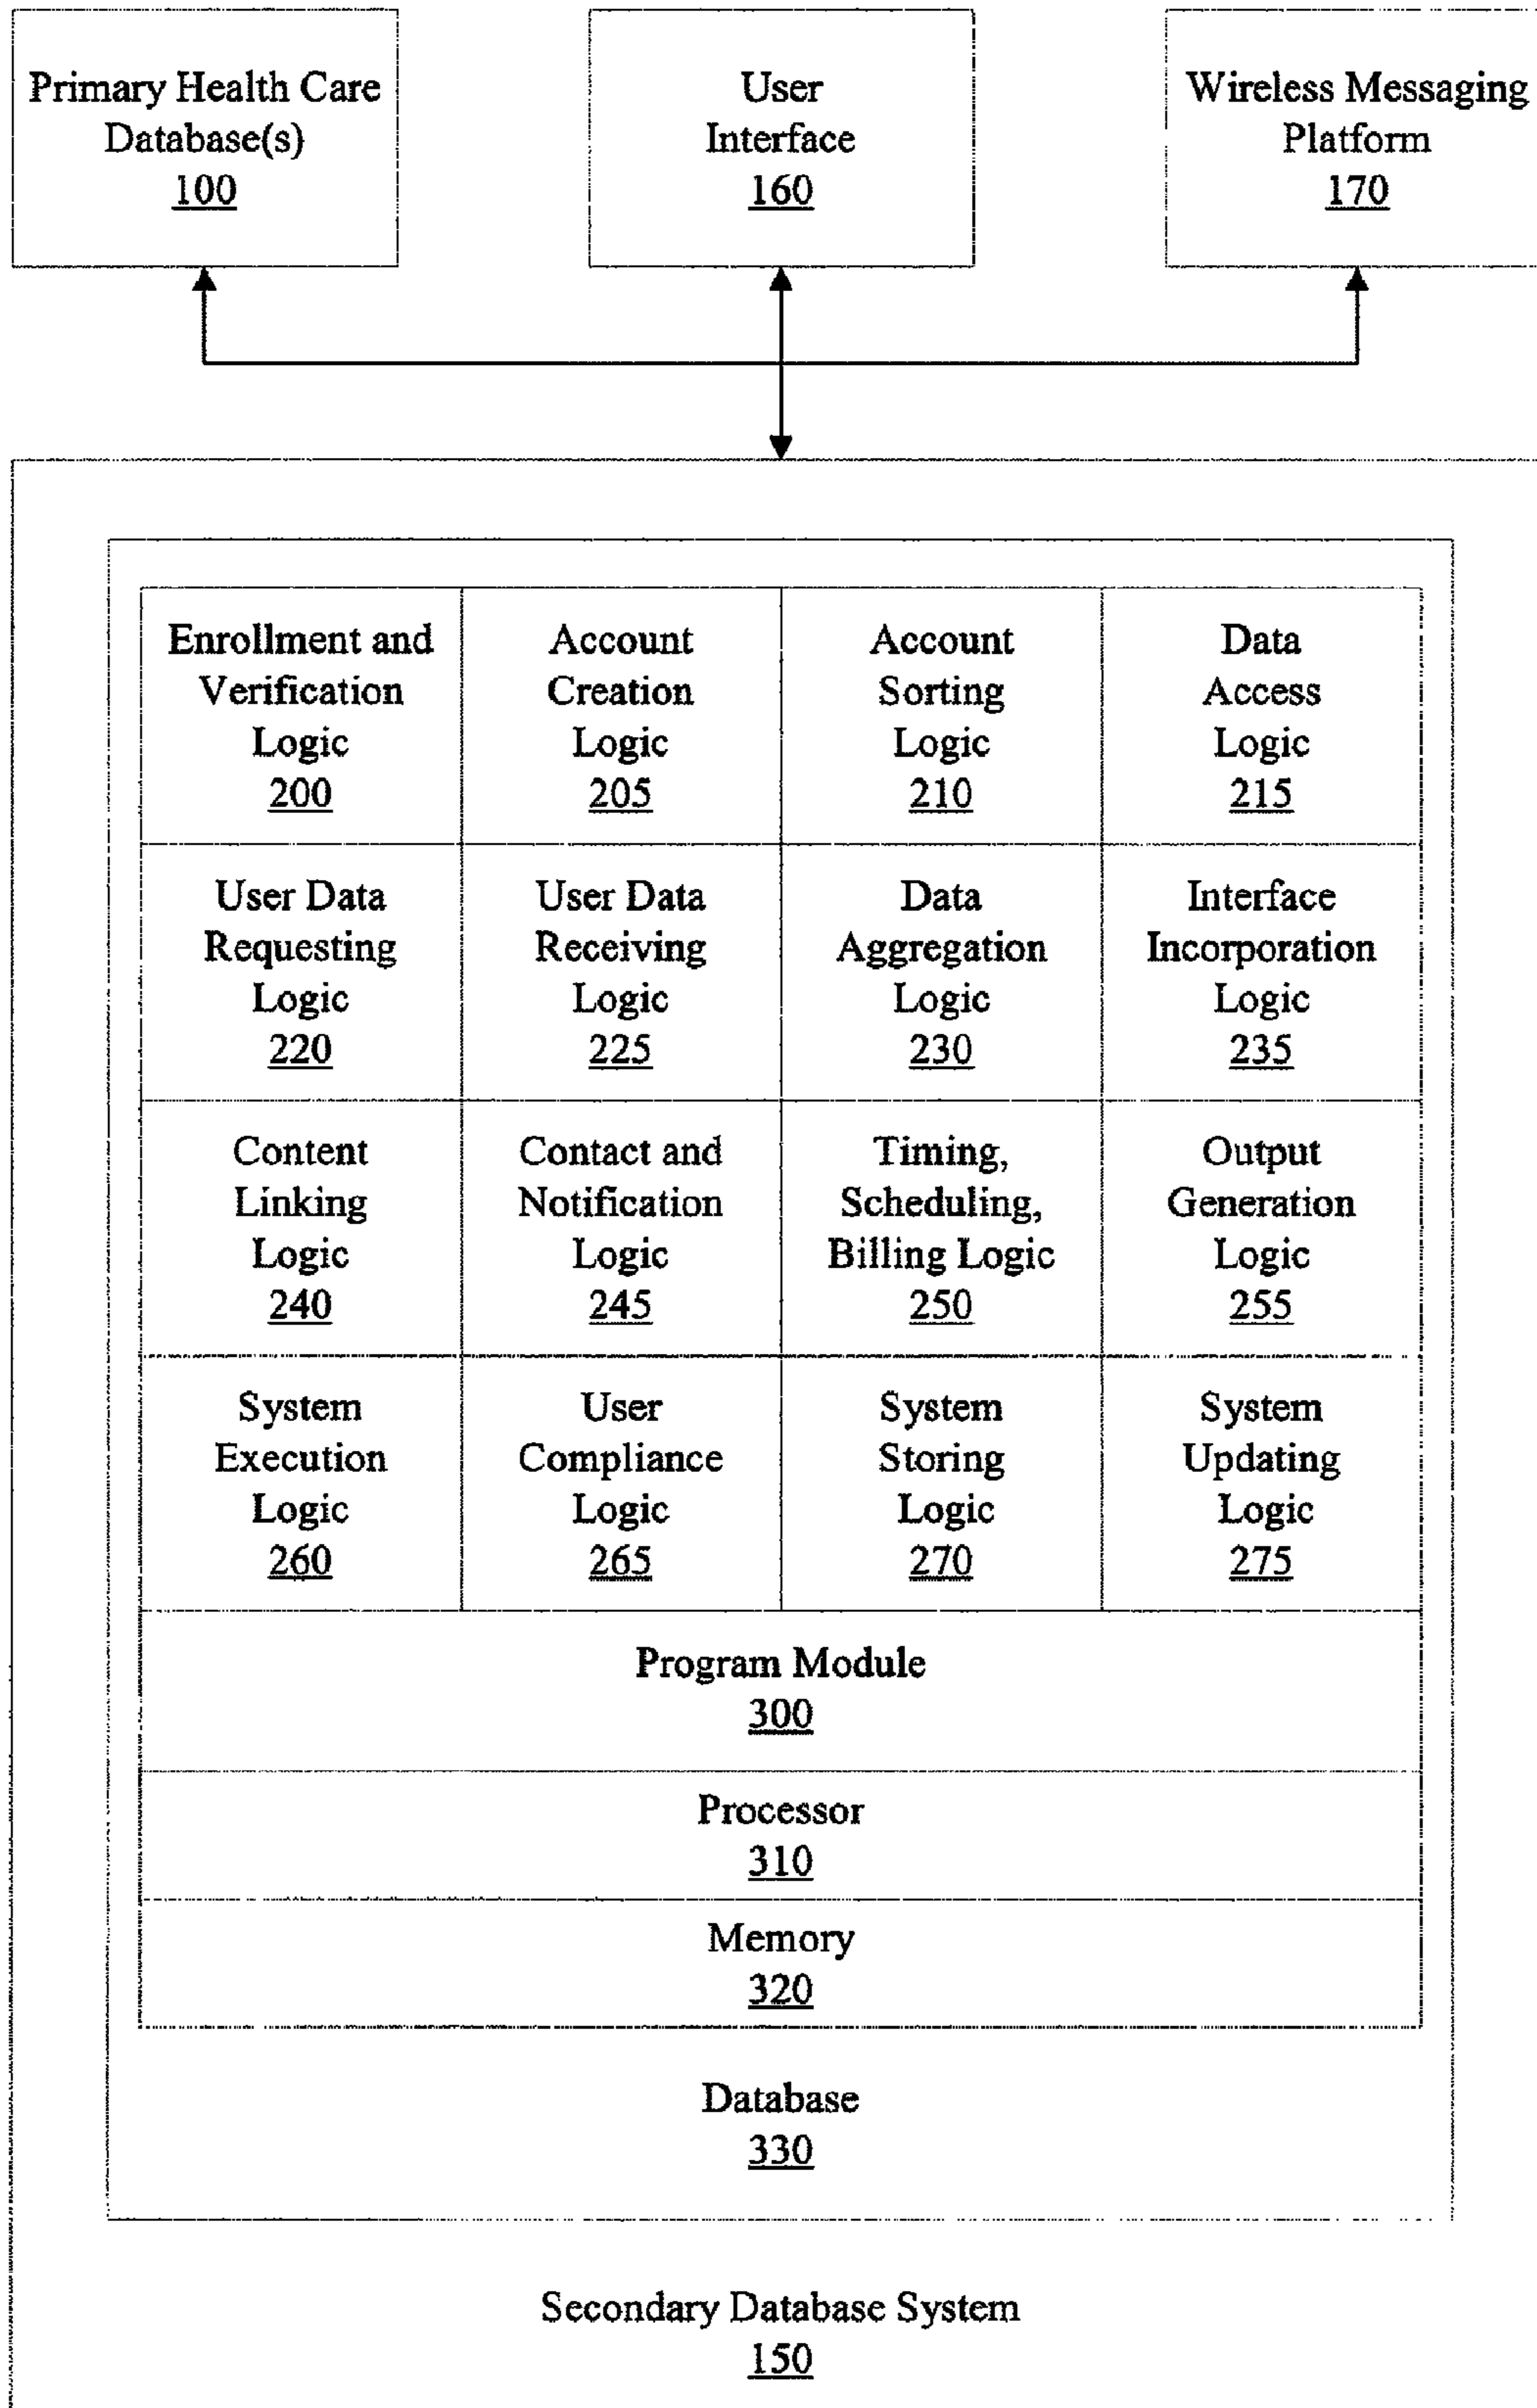 Primary Health Care
Database(s)
100
User
Interface
160
Wireless Messaging
Platform
170
Enrollment and
Verification
Logic
200
Account
Creation
Logic
205
Account
Sorting
Logic
210
Data
Access
Logic
215
User Data
Requesting
Logic
220
User Data
Receiving
Logic
225
Data
Aggregation
Logic
230
Interface
Incorporation
Logic
235
Content
Linking
Logic
240
Contact and
Notification
Logic
245
Timing,
Scheduling,
Billing Logic
250
Output
Generation
Logic
255
System
Execution
Logic
260
User
Compliance
Logic
265
System
Storing
Logic
270
System
Updating
Logic
275
Program Module
300
Processor
310
Memory
320
Database
330
Secondary Database System
150